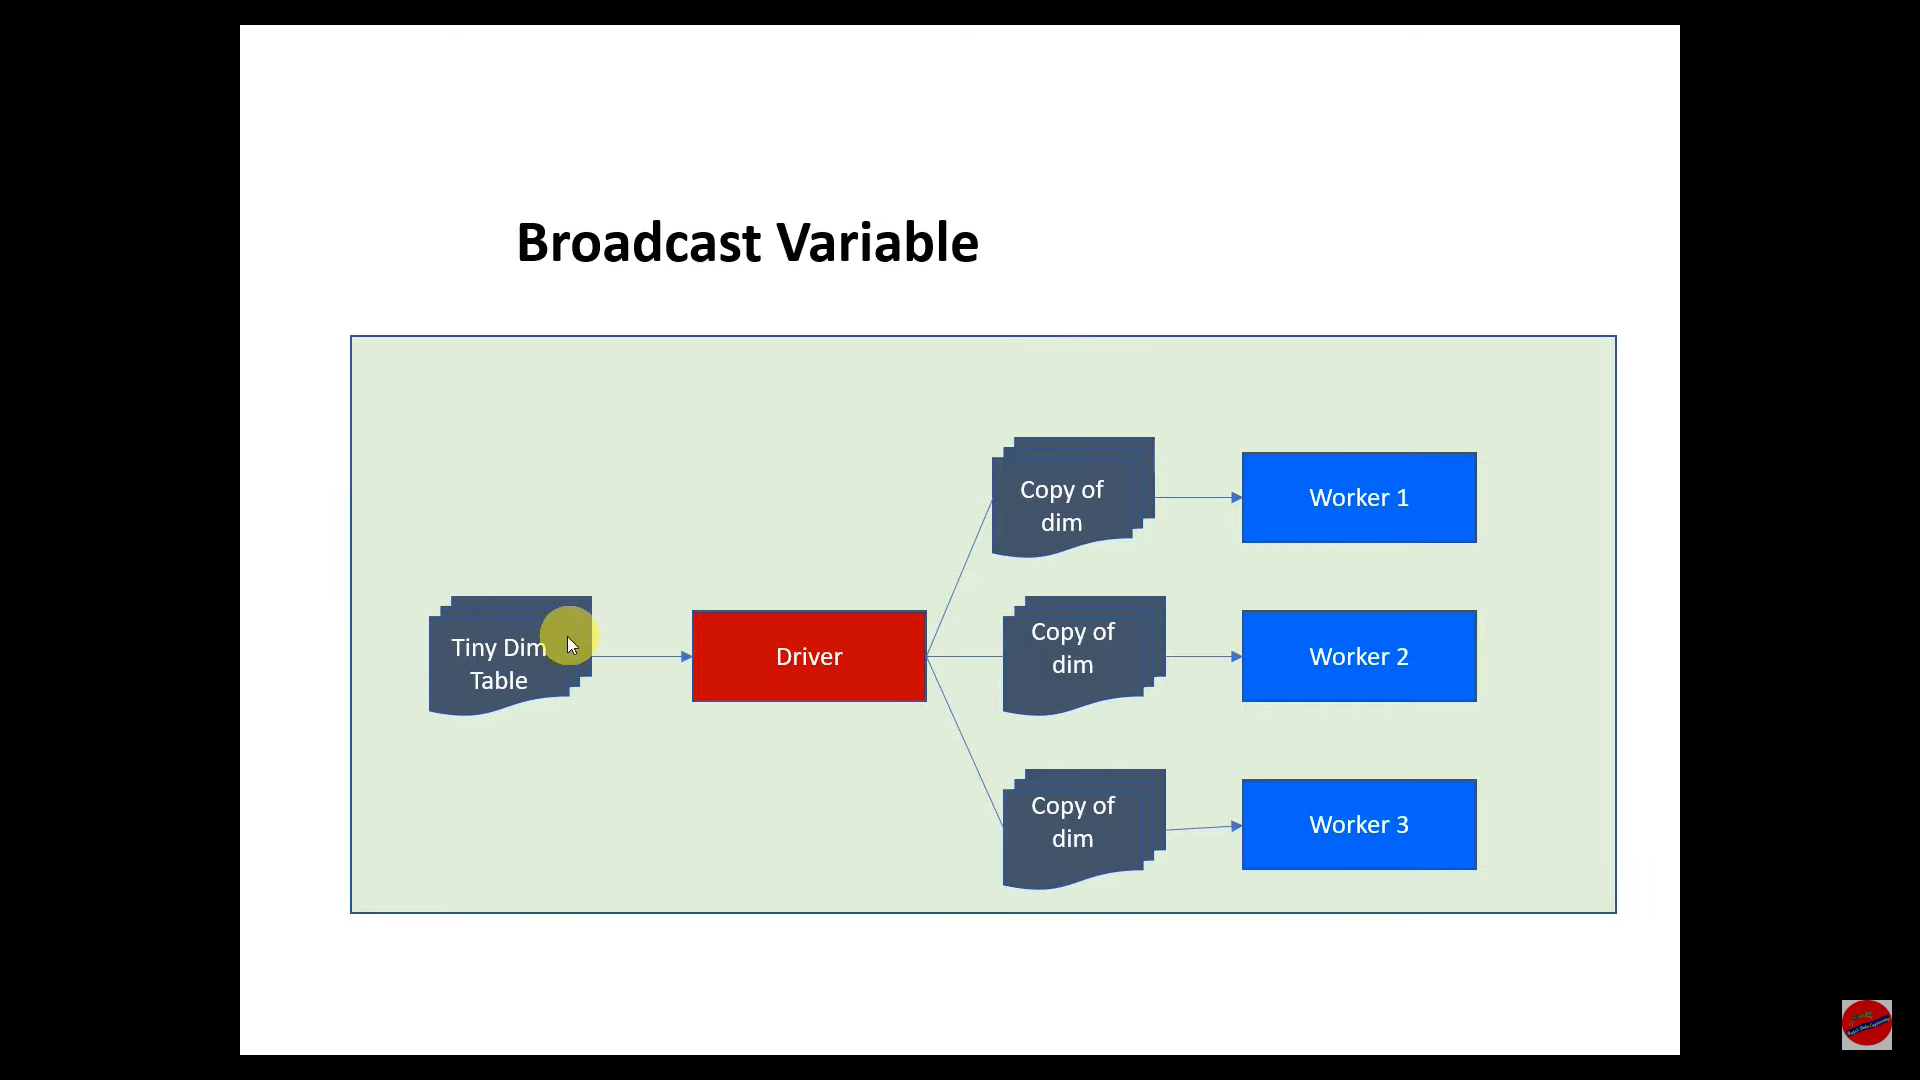 Broadcast Variable
Copy of
dim
Worker 1
Tiny Dim
Table
Driver
Copy of
dim
Worker 2
Copy of
dim
Worker 3